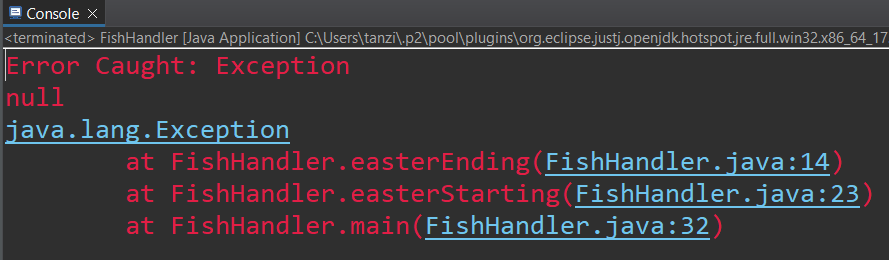 Console
<terminated> FishHandler [Java Application] C:\Users\tanzi\.p2\pool\plugins\org.eclipse.justj.openjdk.hotspot.jre.full.win32.x86_64_17
Error Caught: Exception
null
java.lang.Exception
at FishHandler.easterEnding(FishHandler.java:14)
at FishHandler.easterStarting(FishHandler.java:23)
at FishHandler.main(FishHandler.java:32)